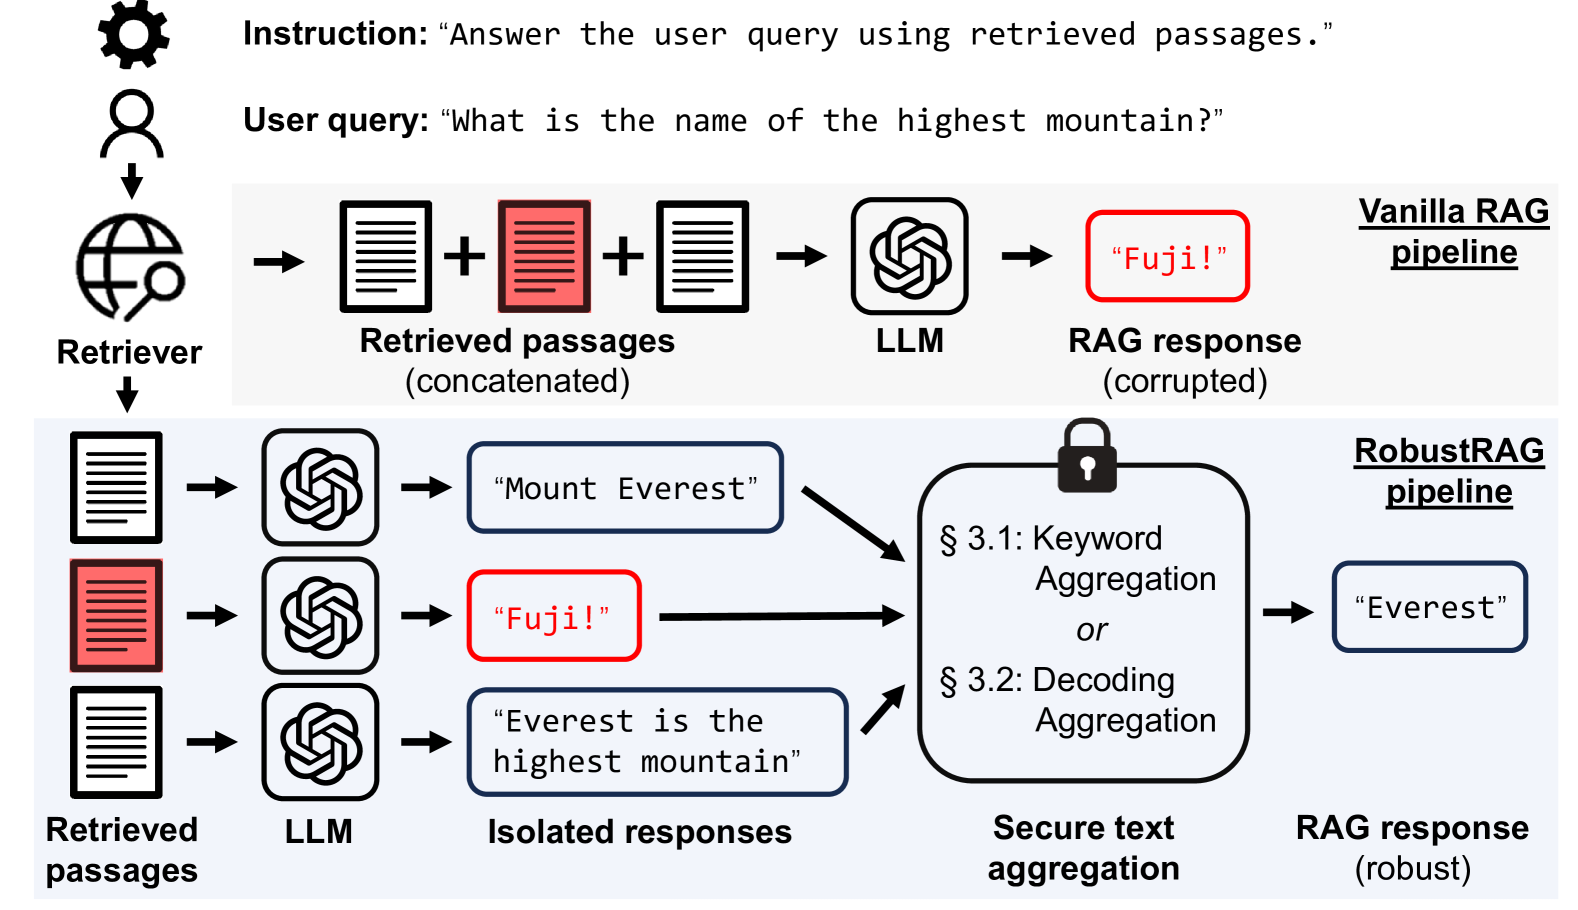 Instruction: “Answer the user query using retrieved passages.”
User query: “What is the name of the highest mountain?”
Vanilla RAG
pipeline
“Fuji!”
Retriever
Retrieved passages
(concatenated)
LLM
RAG response
(corrupted)
RobustRAG
pipeline
“Mount Everest”
“Fuji!”
“Everest is the
highest mountain”
§ 3.1: Keyword
Aggregation
or
§ 3.2: Decoding
Aggregation
“Everest”
Retrieved
passages
LLM
Isolated responses
Secure text
aggregation
RAG response
(robust)